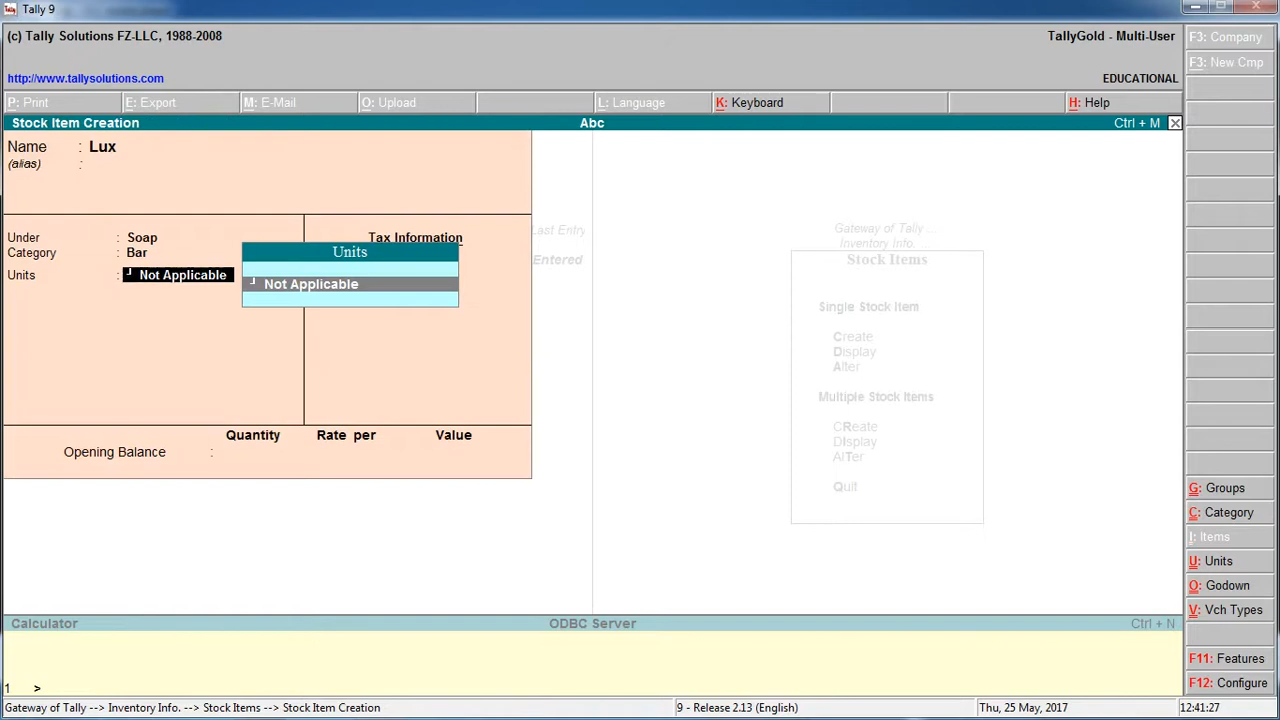 Tally 9
(c) Tally Solutions FZ-LLC, 1988-2008
TallyGold - Multi-User
http://www.tallysolutions.com
EDUCATIONAL
F3: Company
F3: New Cmp
P: Print
E: Export
M: E-Mail
O: Upload
L: Language
K: Keyboard
H: Help
Stock Item Creation
Abc
Ctrl + M
Name : Lux
(alias) :
Under : Soap
Category : Bar
Units : Not Applicable
Tax Information
Units
Not Applicable
Quantity Rate per Value
Opening Balance :
Last Entry
Entered
Gateway of Tally ...
Inventory Info. ...
Stock Items
Single Stock Item
Create
Display
Alter
Multiple Stock Items
CReate
DIsplay
AlTer
Quit
G: Groups
C: Category
I: Items
U: Units
O: Godown
V: Vch Types
F11: Features
F12: Configure
Calculator
ODBC Server
Ctrl + N
1 >
Gateway of Tally --> Inventory Info. --> Stock Items --> Stock Item Creation
9 - Release 2.13 (English)
Thu, 25 May, 2017
12:41:27